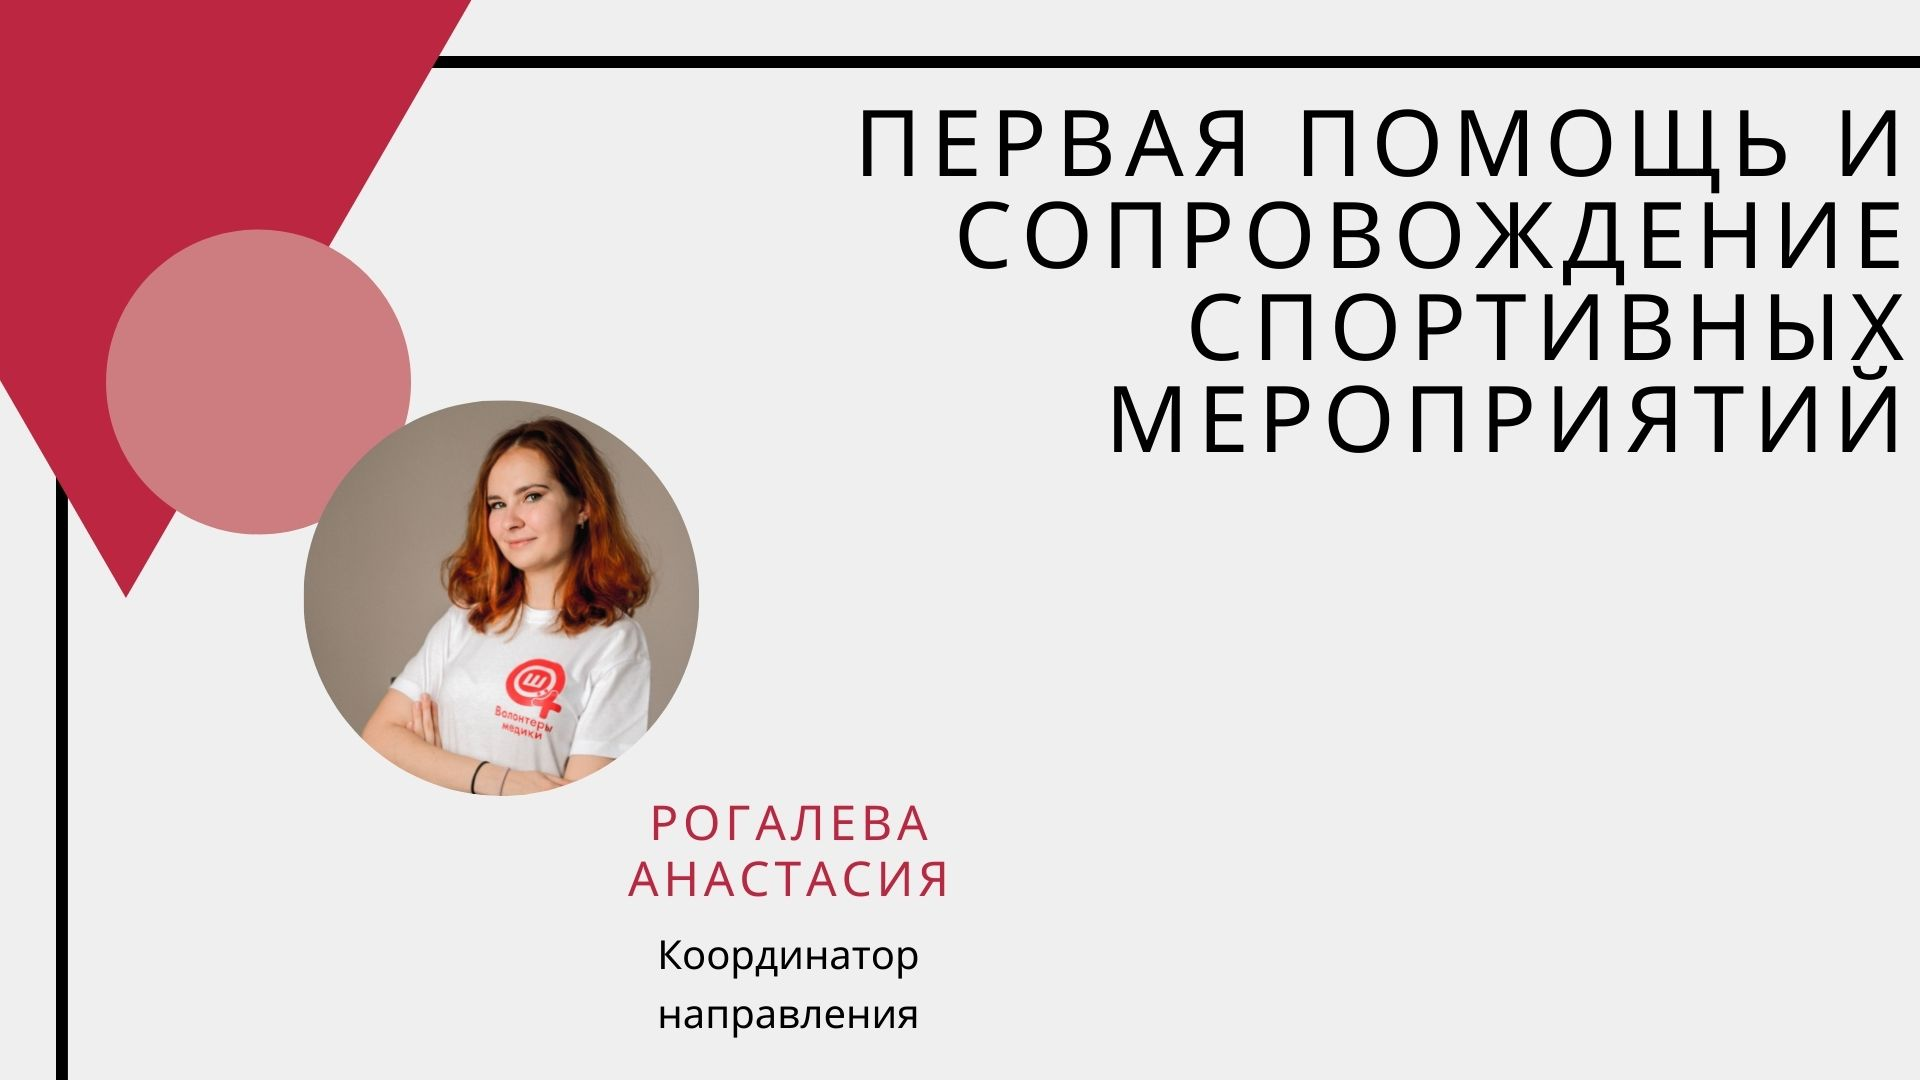 ПЕРВАЯ ПОМОЩЬ И
СОПРОВОЖДЕНИЕ
СПОРТИВНЫХ
МЕРОПРИЯТИЙ
Ш
Волонтеры
медики
РОГАЛЕВА
АНАСТАСИЯ
Координатор
направления